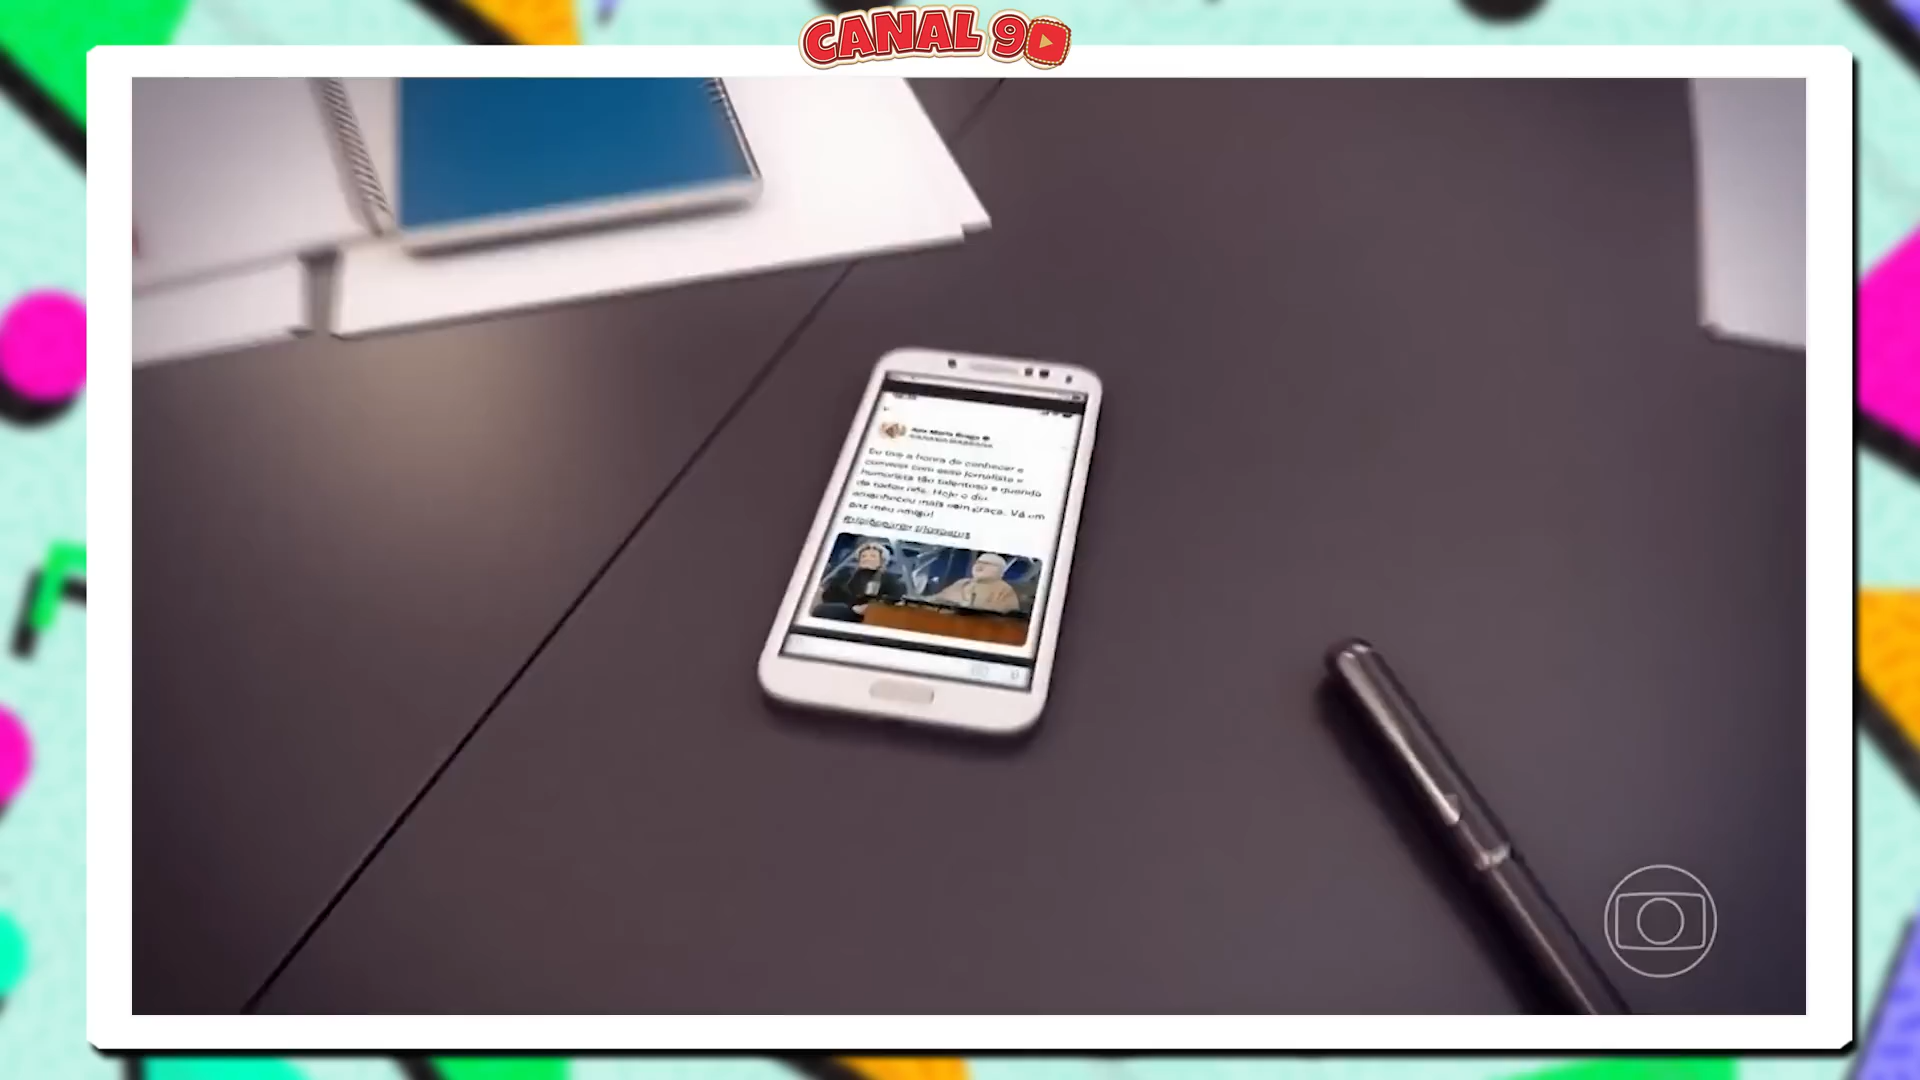 CANAL 90
Ana Maria Braga
Eu tive a honra de conhecer e
conversar com esse jornalista e
humorista tão talentoso e querido
de todos nós. Hoje o dia
amanheceu mais sem graça. Vá em
paz meu amigo!